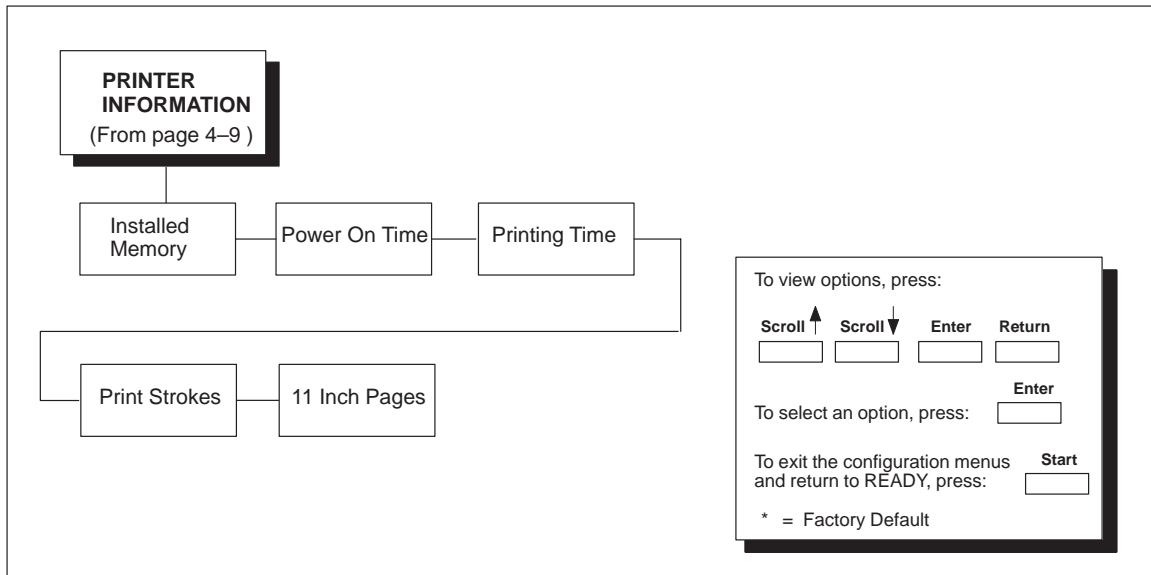 PRINTER
INFORMATION
(From page 4–9 )
Installed
Memory
Power On Time
Printing Time
Print Strokes
11 Inch Pages
To view options, press:
Scroll Scroll Enter Return
Enter
To select an option, press:
To exit the configuration menus
and return to READY, press:
Start
* = Factory Default